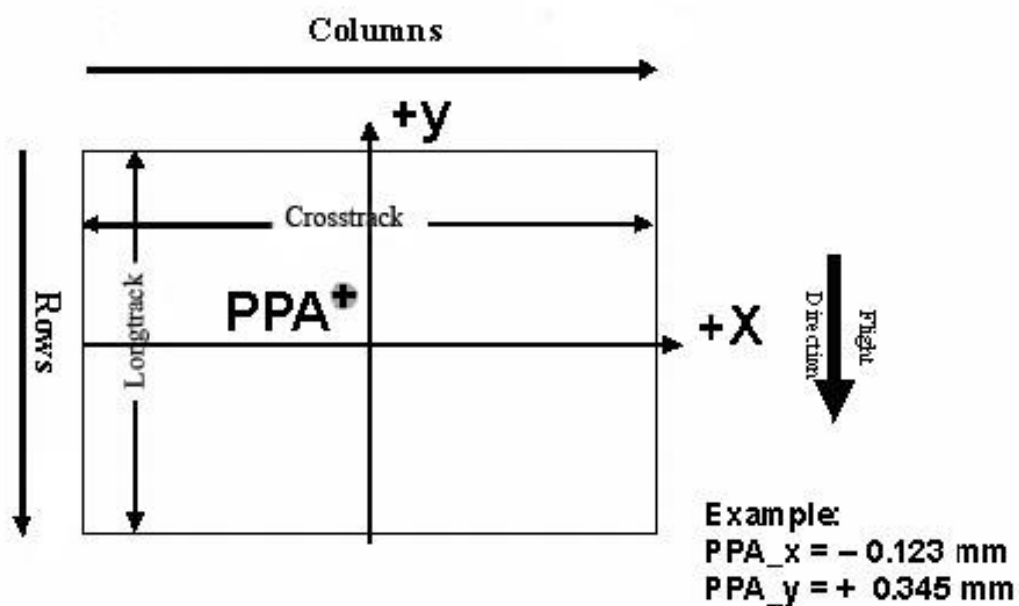 Columns
+y
Crosstrack
Rows
Longtrack
PPA
+X
Flight
Direction
Example:
PPA_x = – 0.123 mm
PPA_y = + 0.345 mm